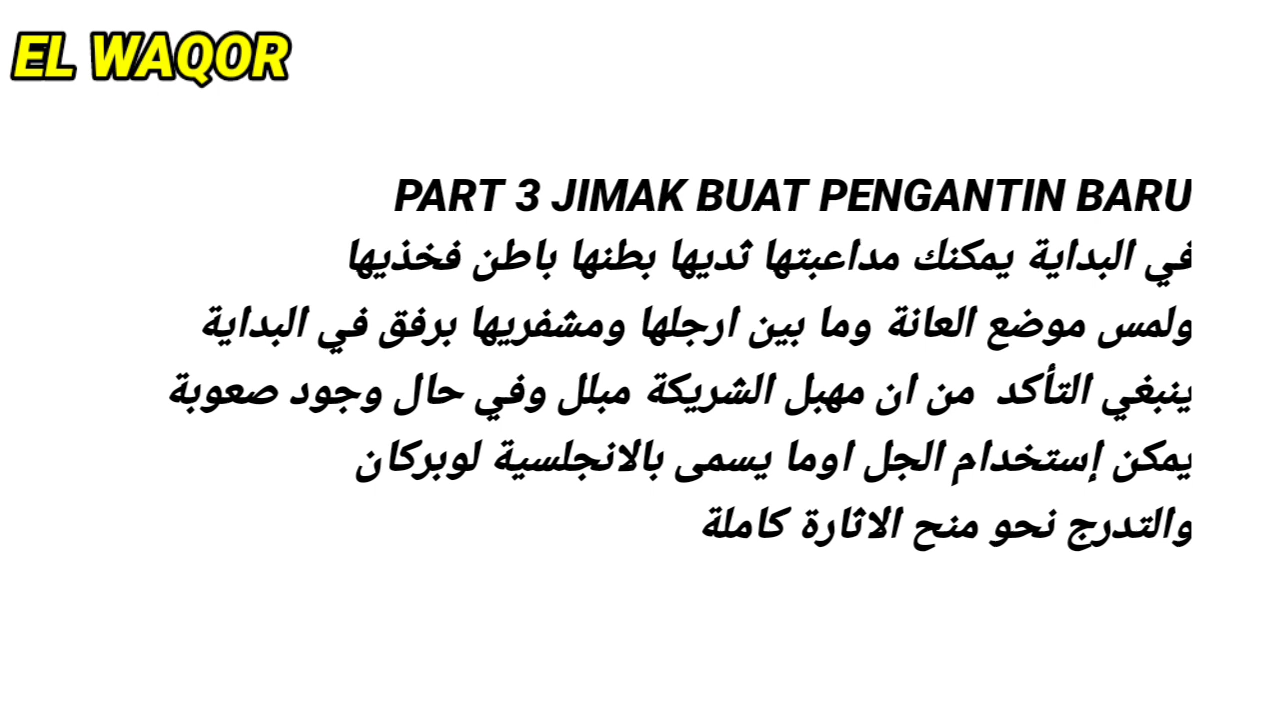 EL WAQOR
PART 3 JIMAK BUAT PENGANTIN BARU
في البداية يمكنك مداعبتها ثديها بطنها باطن فخذيها
ولمس موضع العانة وما بين ارجلها ومشفريها برفق في البداية
ينبغي التأكد من ان مهبل الشريكة مبلل وفي حال وجود صعوبة
يمكن إستخدام الجل اوما يسمى بالانجلسية لوبركان
والتدرج نحو منح الاثارة كاملة